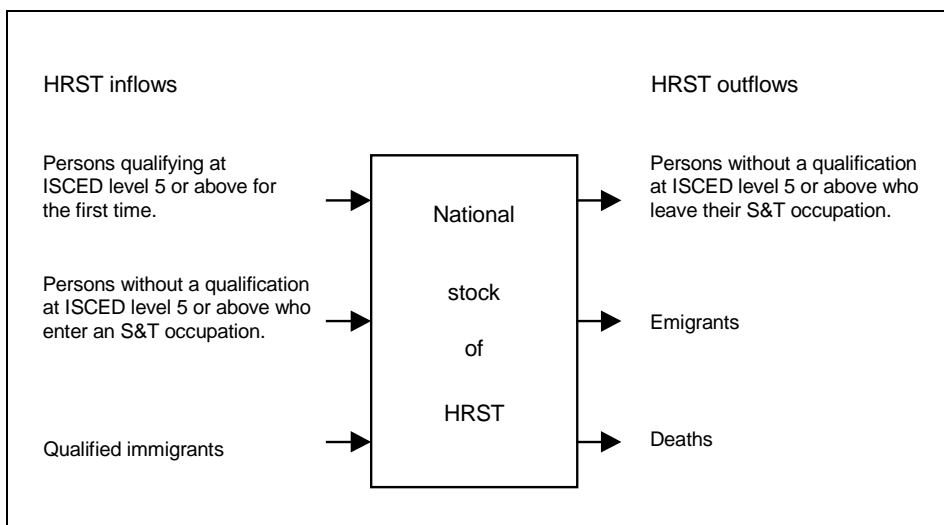 HRST inflows
Persons qualifying at
ISCED level 5 or above for
the first time.
Persons without a qualification
at ISCED level 5 or above who
enter an S&T occupation.
Qualified immigrants
National
stock
of
HRST
HRST outflows
Persons without a qualification
at ISCED level 5 or above who
leave their S&T occupation.
Emigrants
Deaths